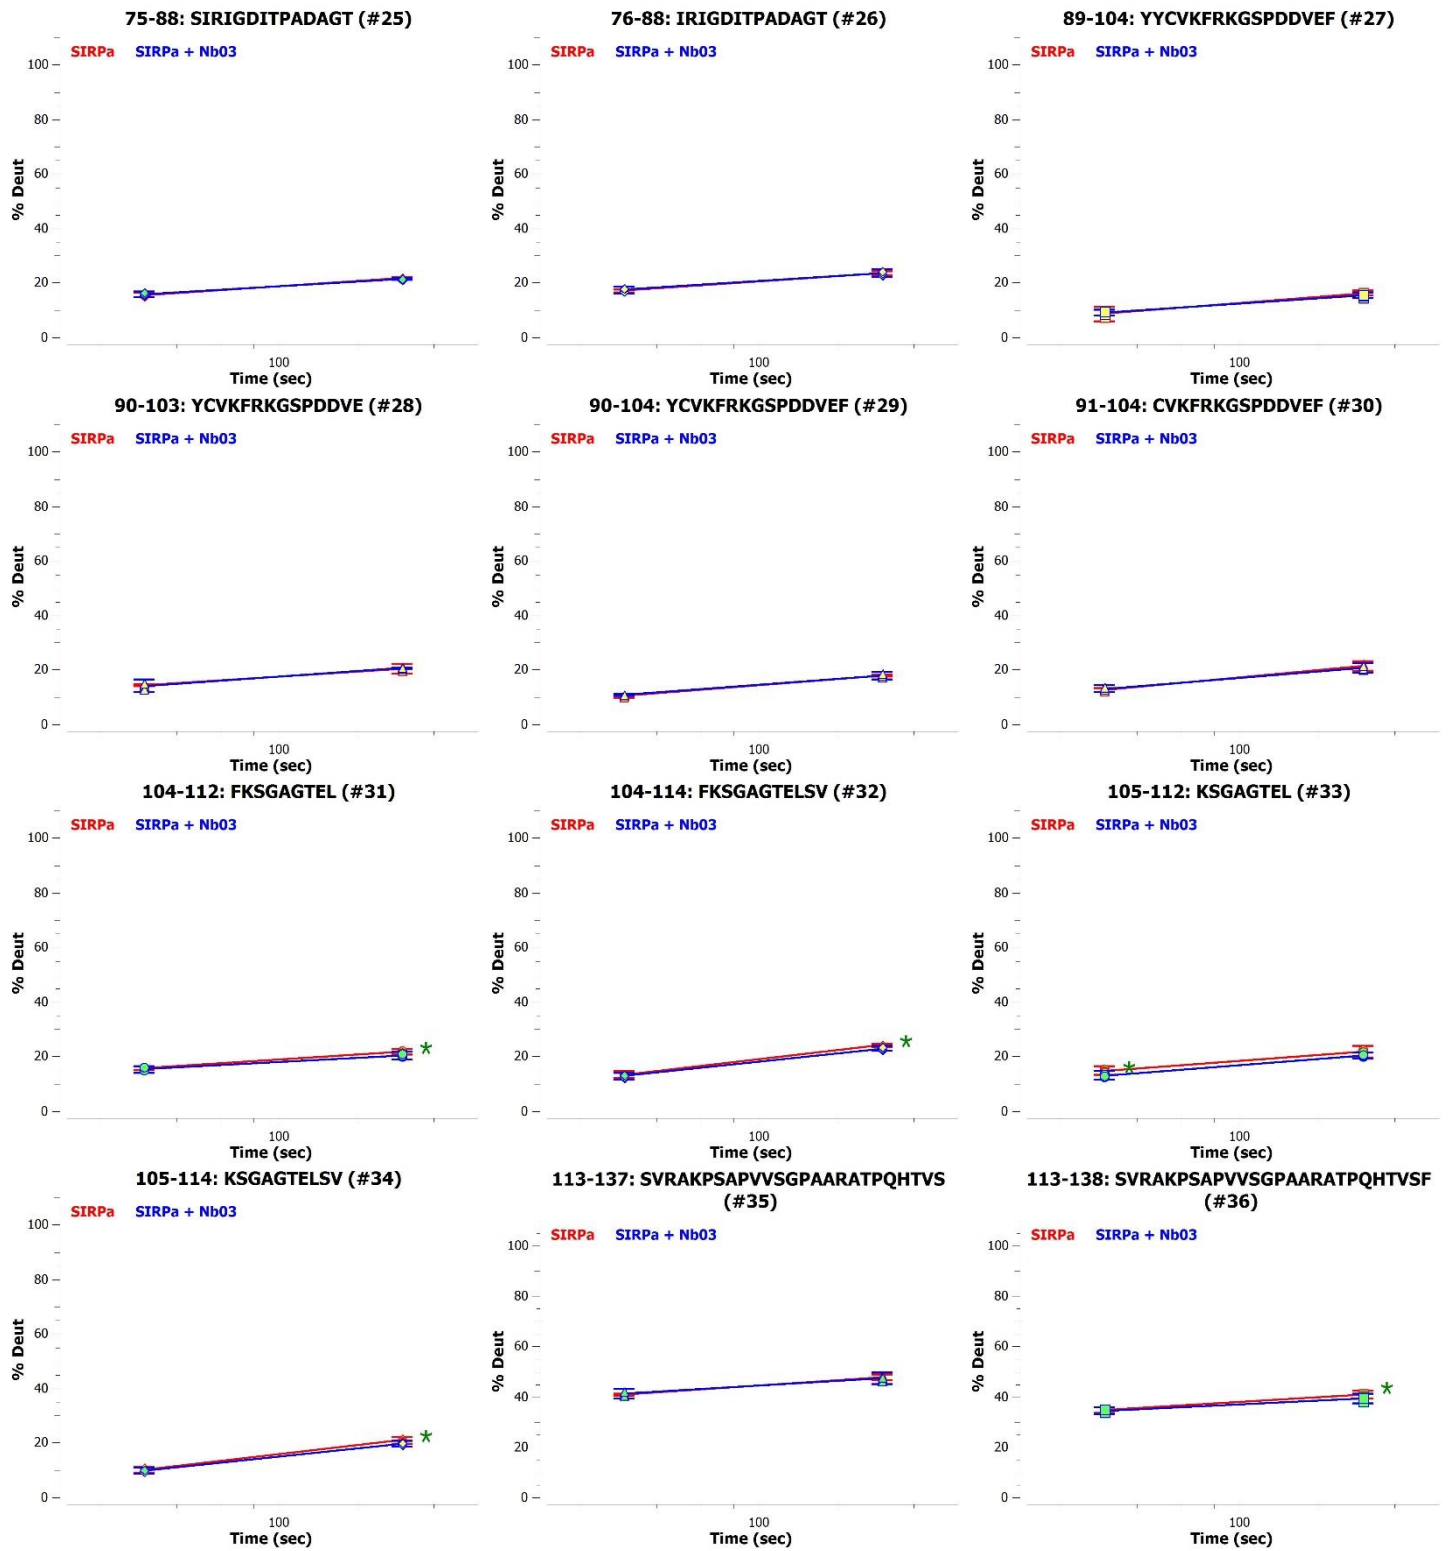 75-88: SIRIGDITPADAGT (#25)
SIRPa SIRPa + Nb03
100
80
60
40
20
0
% Deut
100
Time (sec)
76-88: IRIGDITPADAGT (#26)
SIRPa SIRPa + Nb03
100
80
60
40
20
0
% Deut
100
Time (sec)
89-104: YYCVKFRKGSPDDVEF (#27)
SIRPa SIRPa + Nb03
100
80
60
40
20
0
% Deut
100
Time (sec)
90-103: YCVKFRKGSPDDVE (#28)
SIRPa SIRPa + Nb03
100
80
60
40
20
0
% Deut
100
Time (sec)
90-104: YCVKFRKGSPDDVEF (#29)
SIRPa SIRPa + Nb03
100
80
60
40
20
0
% Deut
100
Time (sec)
91-104: CVKFRKGSPDDVEF (#30)
SIRPa SIRPa + Nb03
100
80
60
40
20
0
% Deut
100
Time (sec)
104-112: FKSGAGTEL (#31)
SIRPa SIRPa + Nb03
100
80
60
40
20
0
% Deut
*
100
Time (sec)
104-114: FKSGAGTELSV (#32)
SIRPa SIRPa + Nb03
100
80
60
40
20
0
% Deut
*
100
Time (sec)
105-112: KSGAGTEL (#33)
SIRPa SIRPa + Nb03
100
80
60
40
20
0
% Deut
*
100
Time (sec)
105-114: KSGAGTELSV (#34)
SIRPa SIRPa + Nb03
100
80
60
40
20
0
% Deut
*
100
Time (sec)
113-137: SVRAKPSAPVVSGPAARATPQHTVS
(#35)
SIRPa SIRPa + Nb03
100
80
60
40
20
0
% Deut
100
Time (sec)
113-138: SVRAKPSAPVVSGPAARATPQHTVSF
(#36)
SIRPa SIRPa + Nb03
100
80
60
40
20
0
% Deut
*
100
Time (sec)